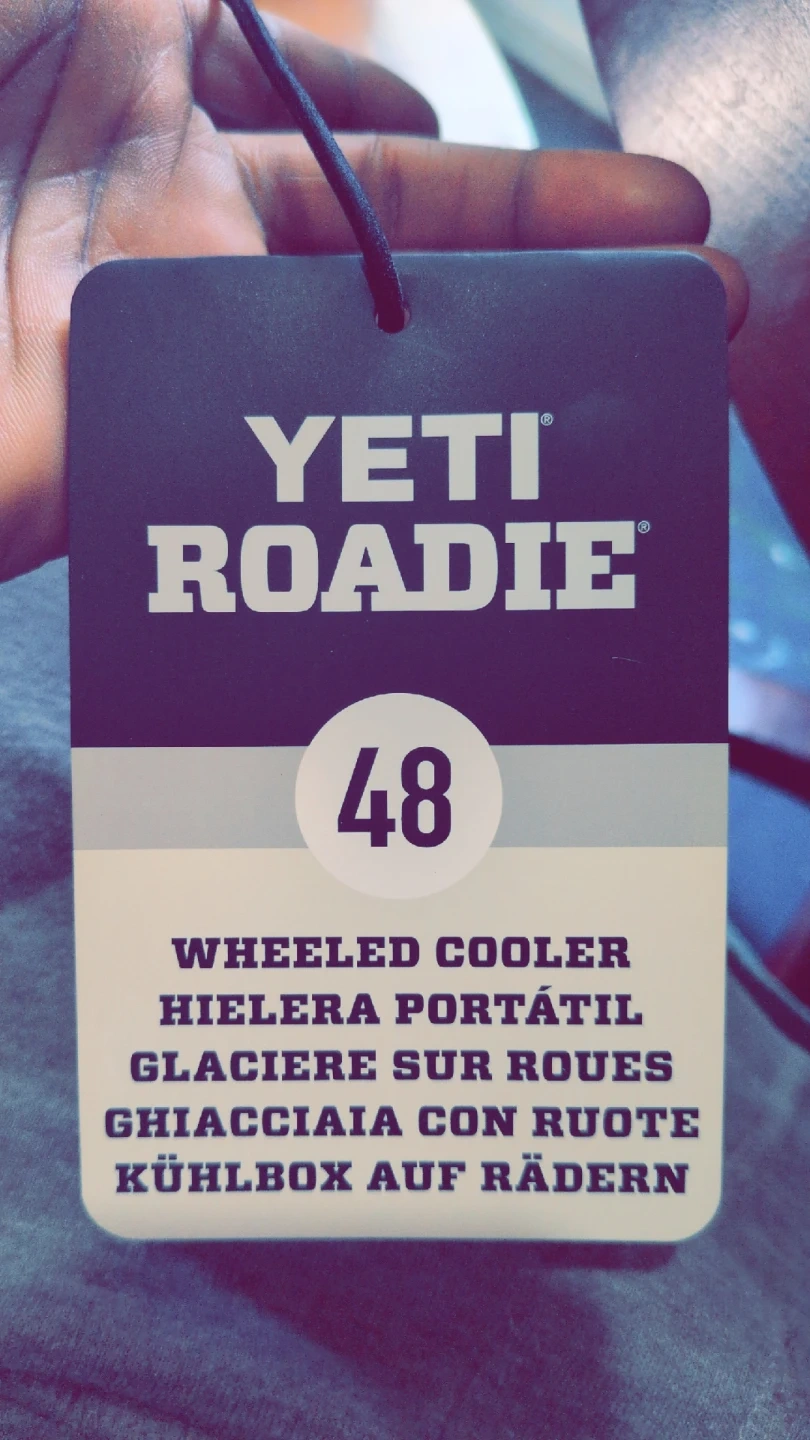 YETI®
ROADIE®
48
WHEELED COOLER
HIELERA PORTÁTIL
GLACIERE SUR ROUES
GHIACCIAIA CON RUOTE
KÜHLBOX AUF RÄDERN